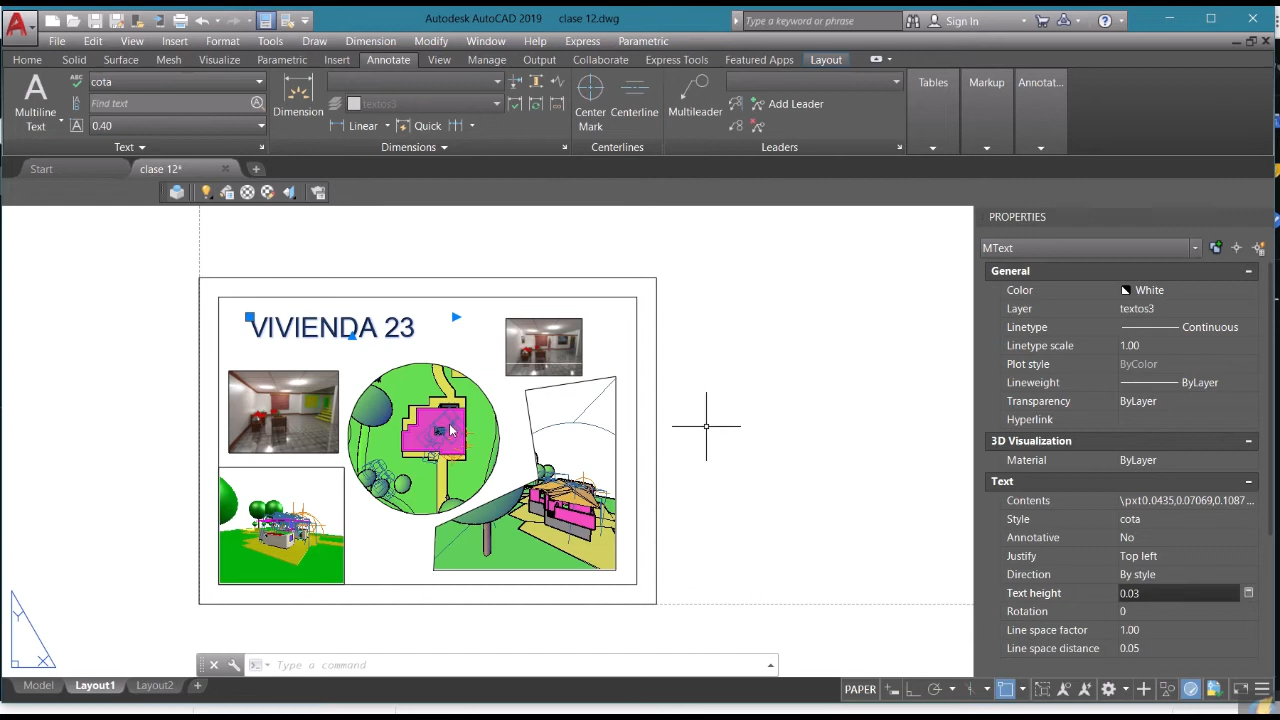 Autodesk AutoCAD 2019 clase 12.dwg
Type a keyword or phrase
Sign In
File Edit View Insert Format Tools Draw Dimension Modify Window Help Express Parametric
Home Solid Surface Mesh Visualize Parametric Insert Annotate View Manage Output Collaborate Express Tools Featured Apps Layout
Multiline Text
cota
Find text
0.40
Text
Dimension
textos3
Linear
Quick
Dimensions
Center Mark
Centerline
Centerlines
Multileader
Add Leader
Leaders
Tables
Markup
Annotat...
Start
clase 12*
VIVIENDA 23
PROPERTIES
MText
General
Color White
Layer textos3
Linetype Continuous
Linetype scale 1.00
Plot style ByColor
Lineweight ByLayer
Transparency ByLayer
Hyperlink
3D Visualization
Material ByLayer
Text
Contents \pxt0.0435,0.07069,0.1087...
Style cota
Annotative No
Justify Top left
Direction By style
Text height 0.03
Rotation 0
Line space factor 1.00
Line space distance 0.05
Y
X
Type a command
Model Layout1 Layout2
PAPER